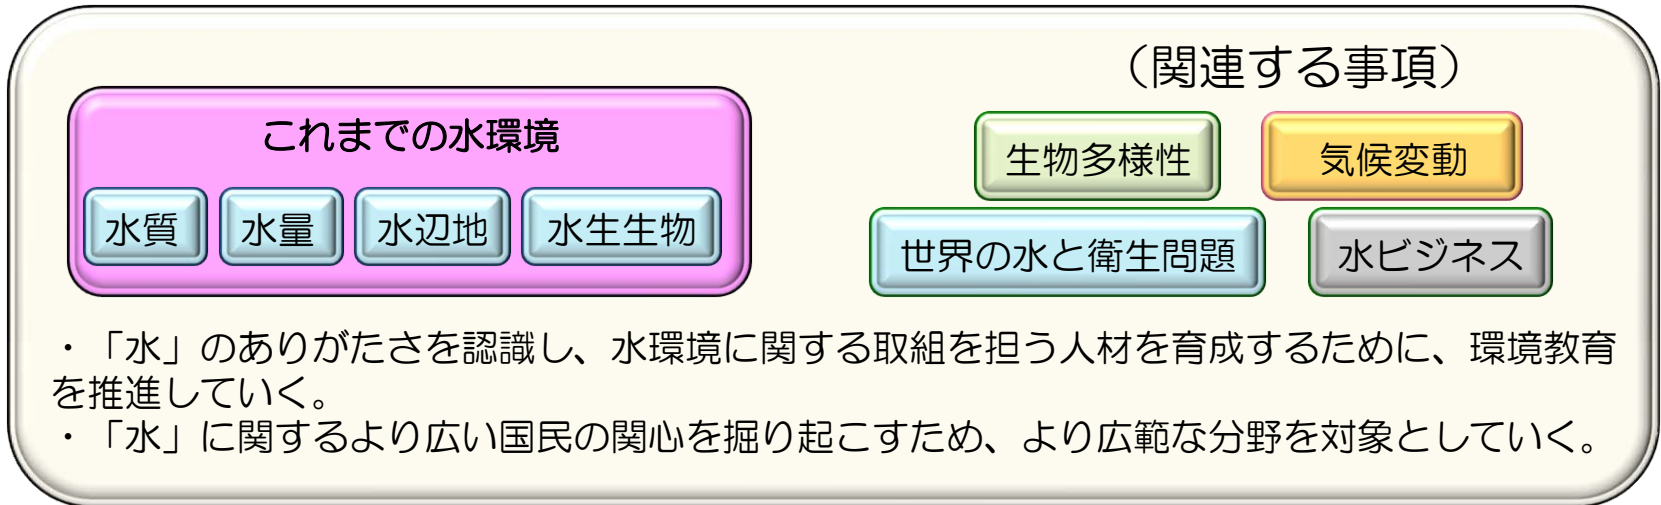 （関連する事項）
これまでの水環境
水質 水量 水辺地 水生生物
生物多様性 気候変動
世界の水と衛生問題 水ビジネス
・「水」のありがたさを認識し、水環境に関する取組を担う人材を育成するために、環境教育
を推進していく。
・「水」に関するより広い国民の関心を掘り起こすため、より広範な分野を対象としていく。